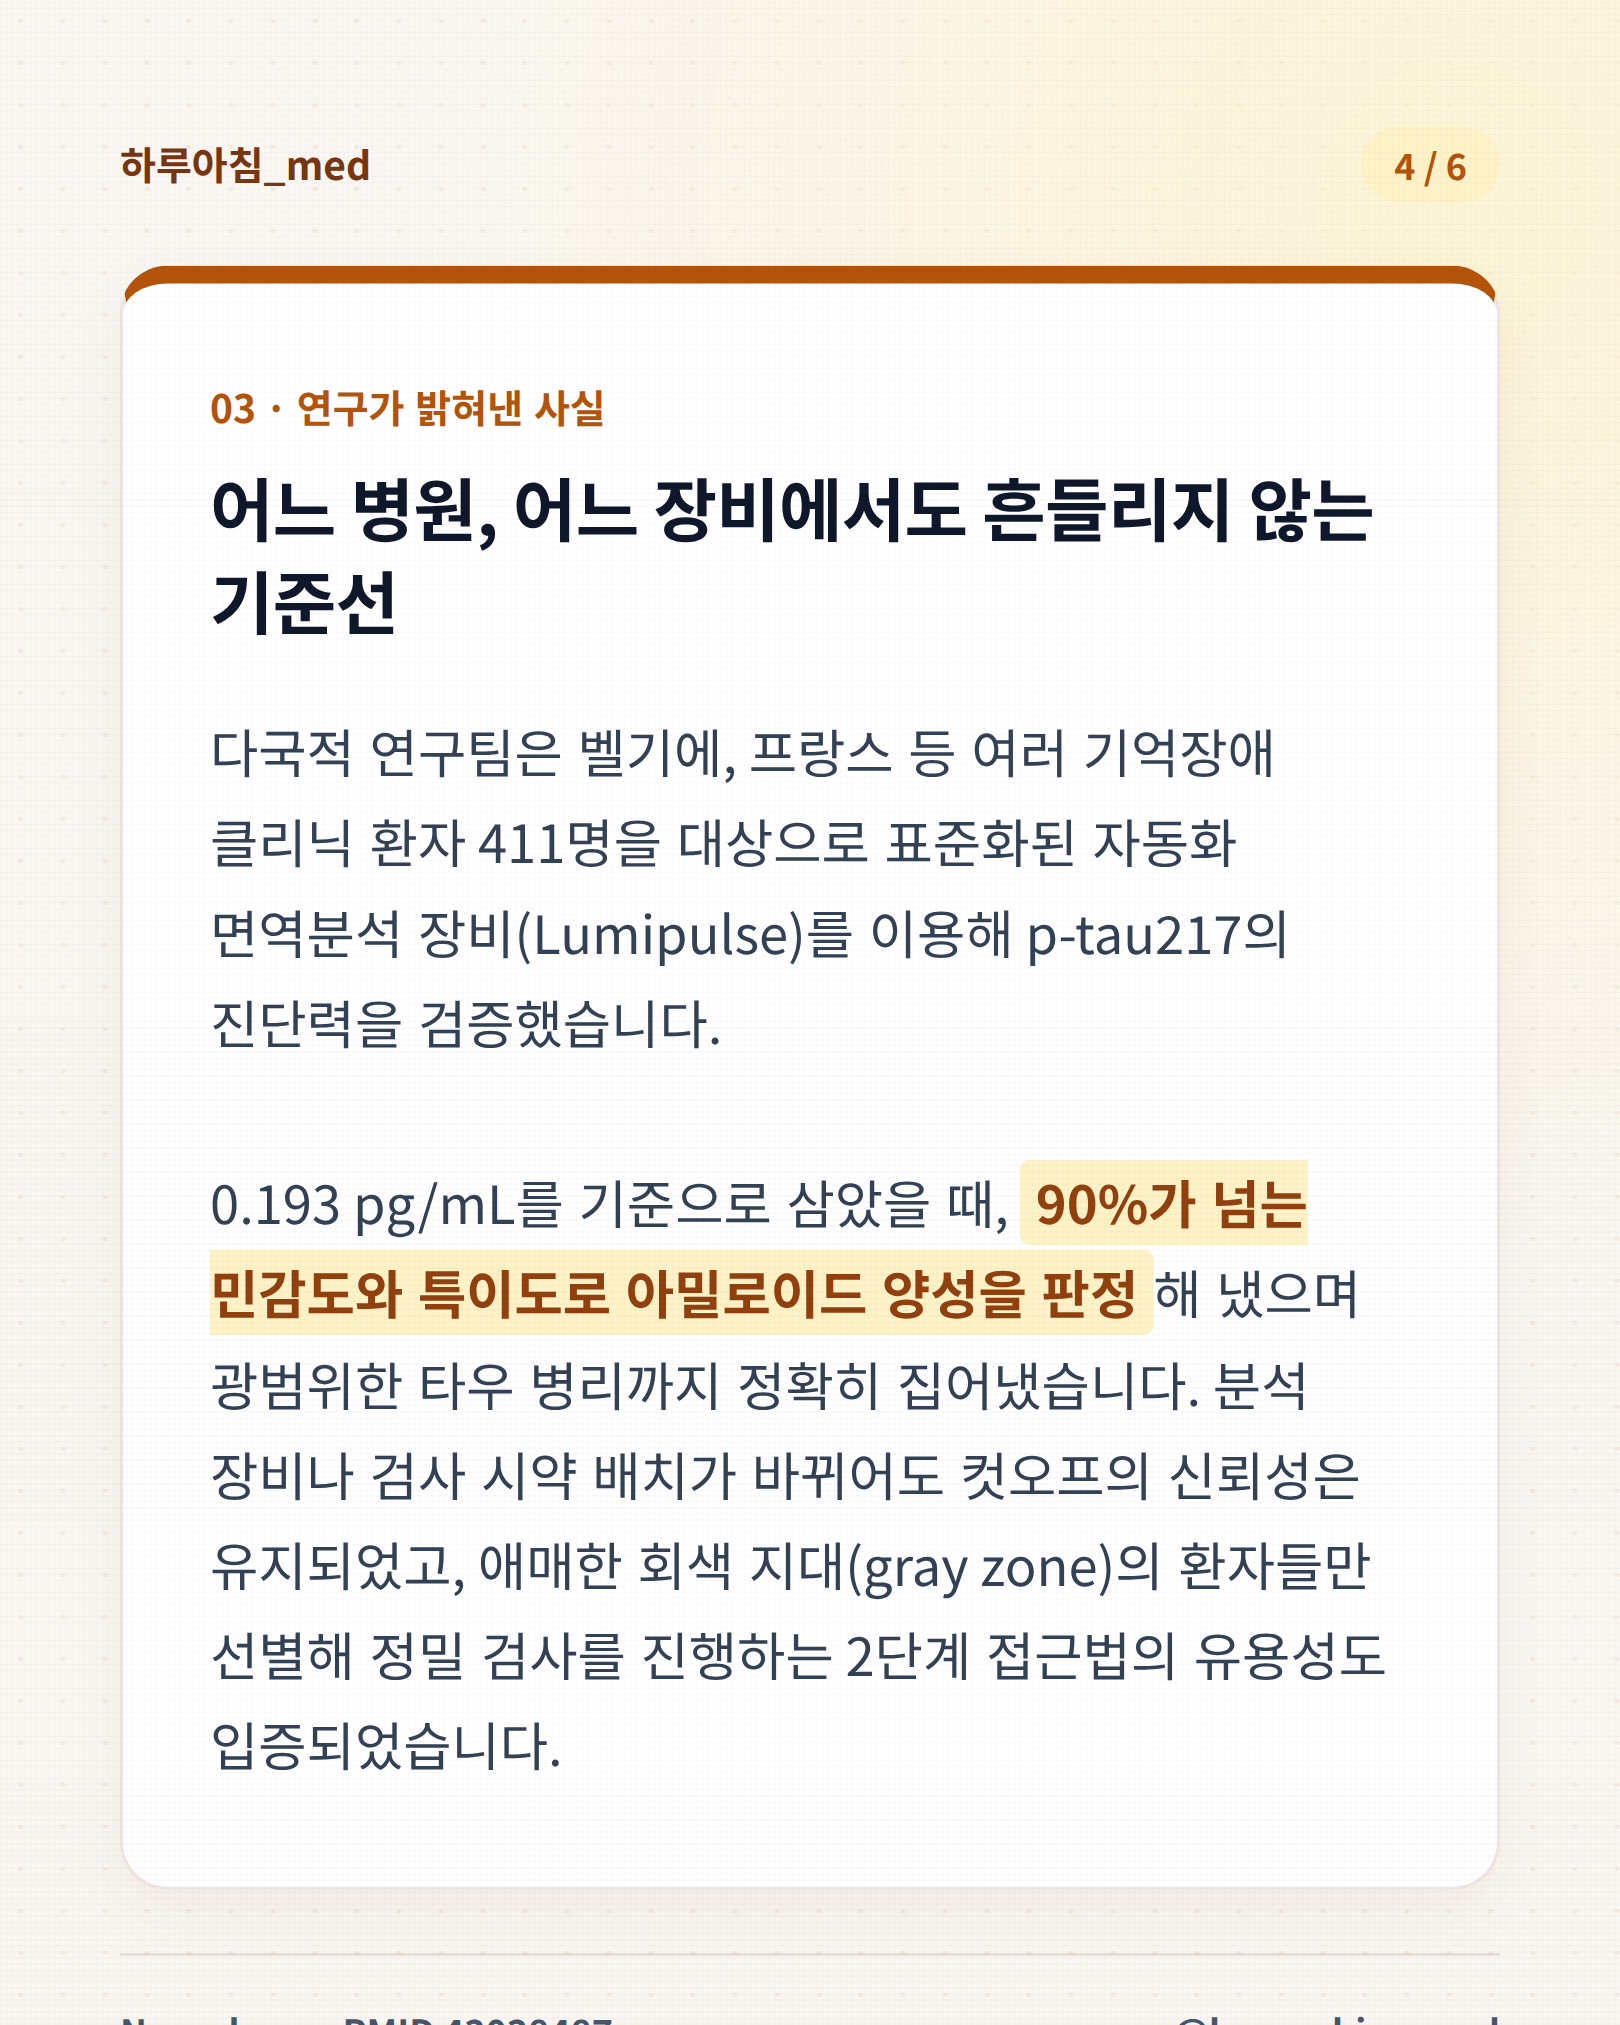 하루아침_med
4 / 6
03 · 연구가 밝혀낸 사실
어느 병원, 어느 장비에서도 흔들리지 않는
기준선
다국적 연구팀은 벨기에, 프랑스 등 여러 기억장애
클리닉 환자 411명을 대상으로 표준화된 자동화
면역분석 장비(Lumipulse)를 이용해 p-tau217의
진단력을 검증했습니다.
0.193 pg/mL를 기준으로 삼았을 때, 90%가 넘는
민감도와 특이도로 아밀로이드 양성을 판정해 냈으며
광범위한 타우 병리까지 정확히 집어냈습니다. 분석
장비나 검사 시약 배치가 바뀌어도 컷오프의 신뢰성은
유지되었고, 애매한 회색 지대(gray zone)의 환자들만
선별해 정밀 검사를 진행하는 2단계 접근법의 유용성도
입증되었습니다.
PMID